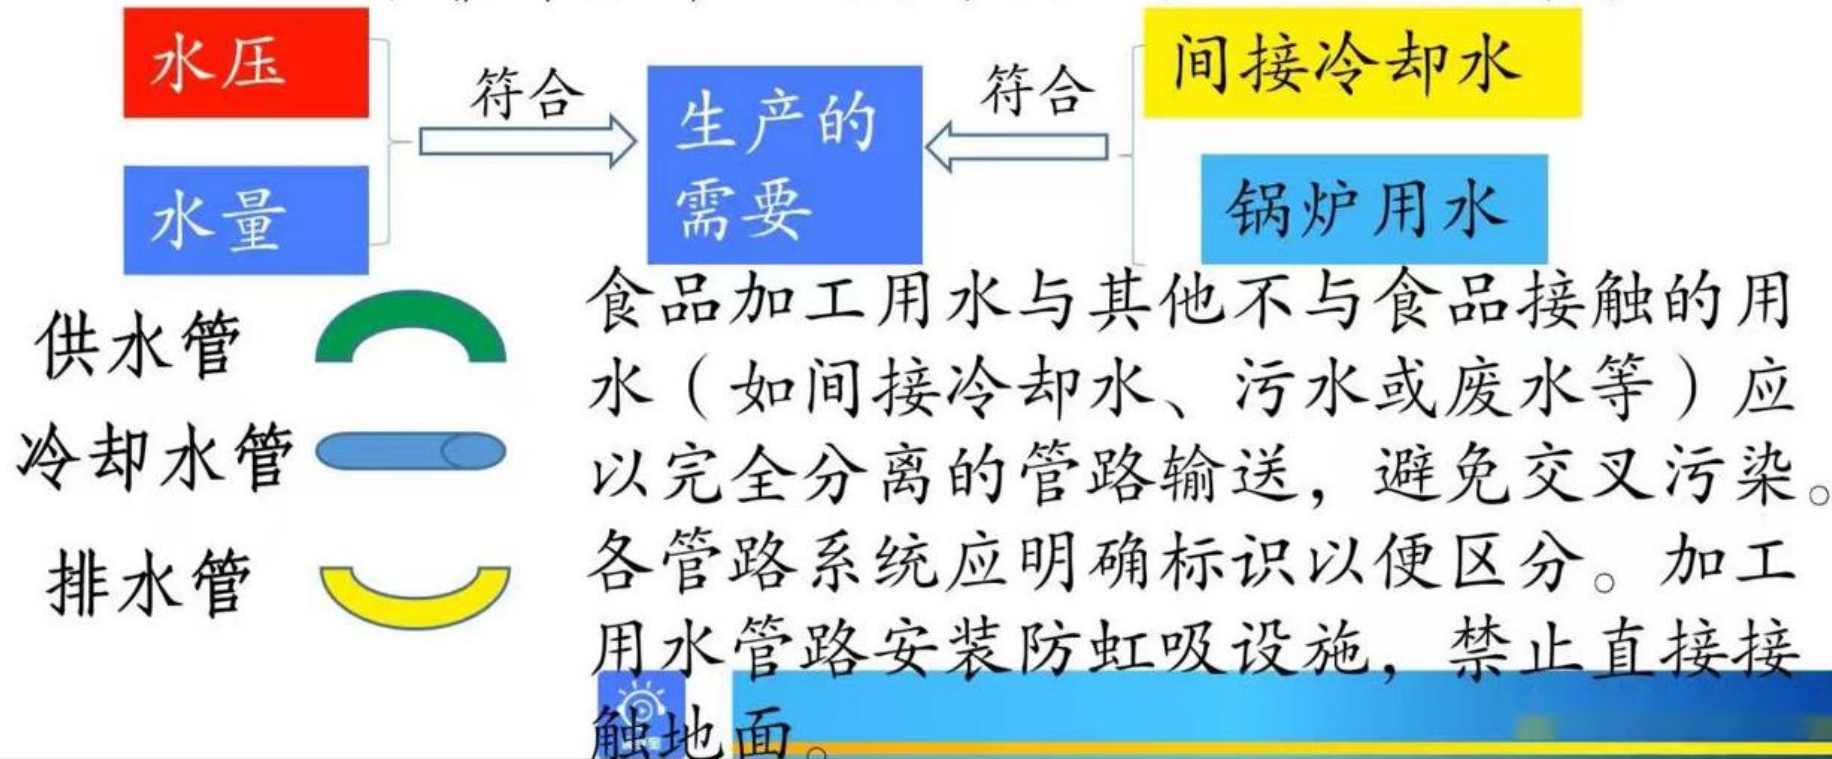 水压
符合
生产的
需要
符合
间接冷却水
水量
锅炉用水
供水管
冷却水管
排水管
食品加工用水与其他不与食品接触的用
水（如间接冷却水、污水或废水等）应
以完全分离的管路输送，避免交叉污染。
各管路系统应明确标识以便区分。加工
用水管路安装防虹吸设施，禁止直接接
触地面。